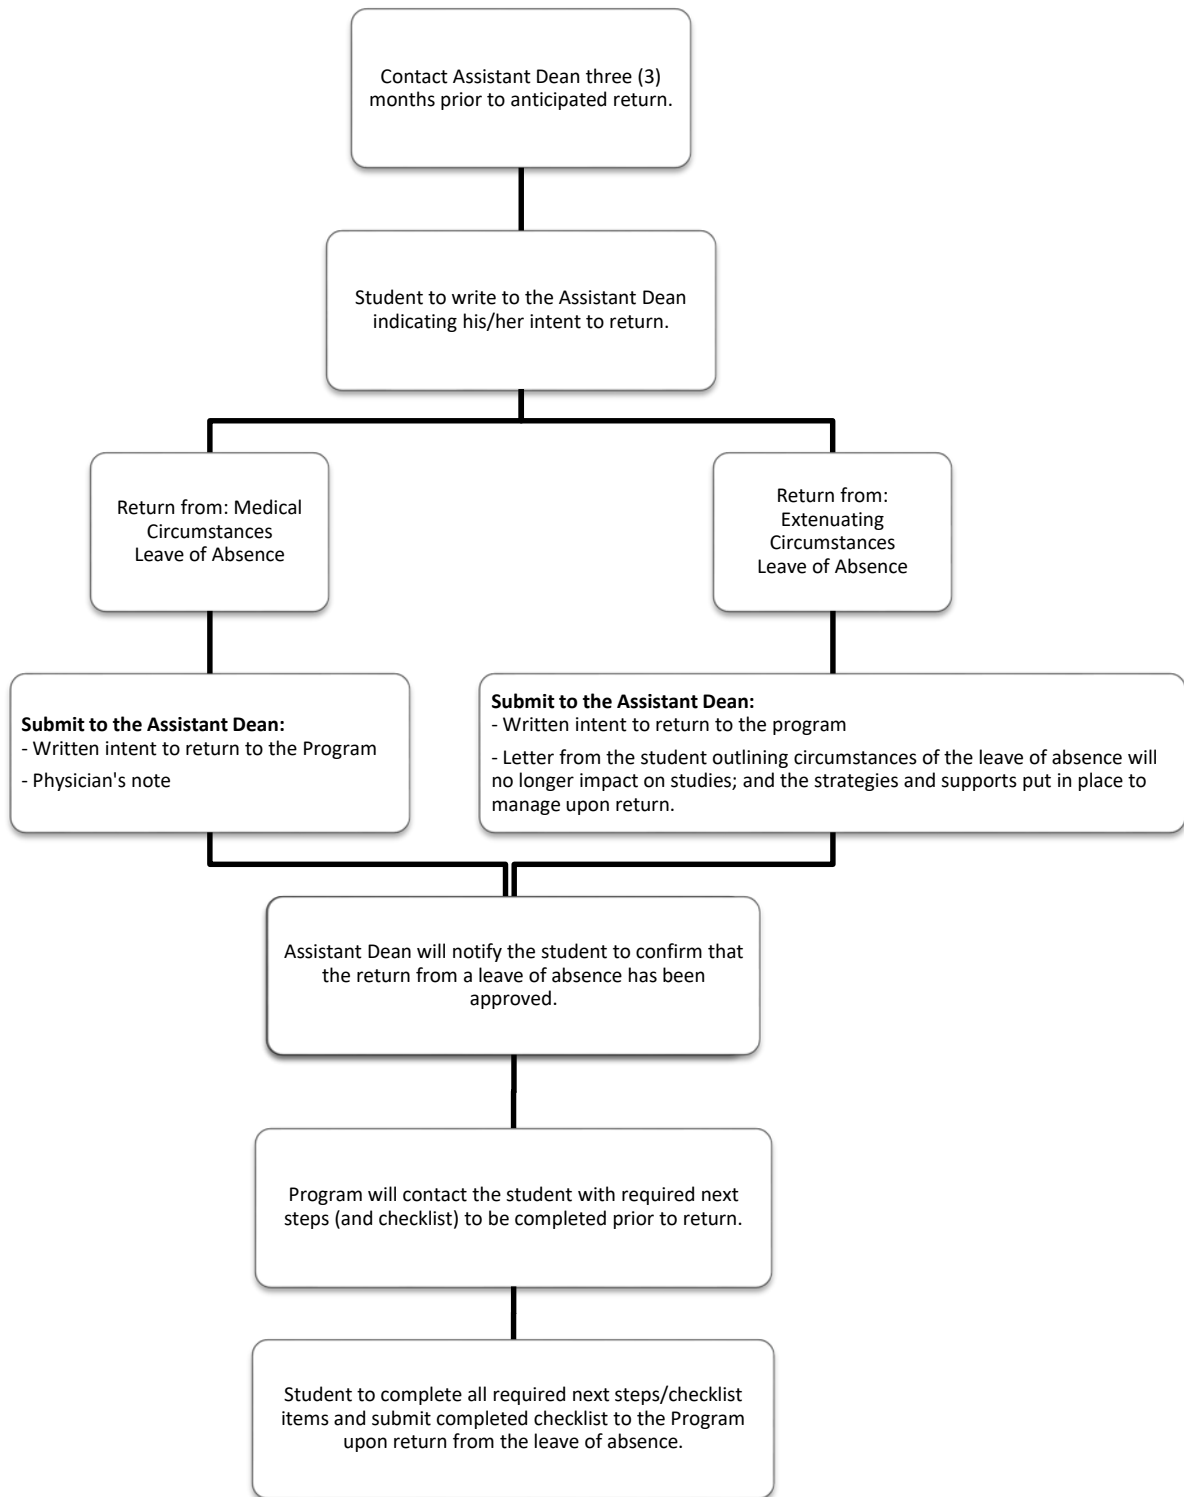 Contact Assistant Dean three (3)
months prior to anticipated return.
Student to write to the Assistant Dean
indicating his/her intent to return.
Return from: Medical
Circumstances
Leave of Absence
Return from:
Extenuating
Circumstances
Leave of Absence
Submit to the Assistant Dean:
- Written intent to return to the Program
- Physician's note
Submit to the Assistant Dean:
- Written intent to return to the program
- Letter from the student outlining circumstances of the leave of absence will
no longer impact on studies; and the strategies and supports put in place to
manage upon return.
Assistant Dean will notify the student to confirm that
the return from a leave of absence has been
approved.
Program will contact the student with required next
steps (and checklist) to be completed prior to return.
Student to complete all required next steps/checklist
items and submit completed checklist to the Program
upon return from the leave of absence.